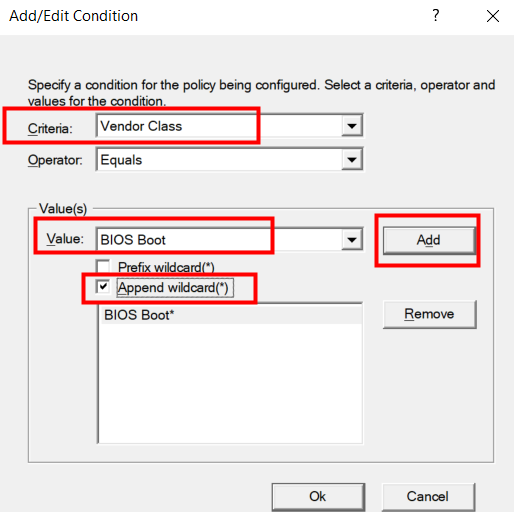 Add/Edit Condition
? ×
Specify a condition for the policy being configured. Select a criteria, operator and
values for the condition.
Criteria: Vendor Class
Operator: Equals
Value(s)
Value: BIOS Boot Add
Prefix wildcard(*)
Append wildcard(*)
BIOS Boot* Remove
Ok Cancel